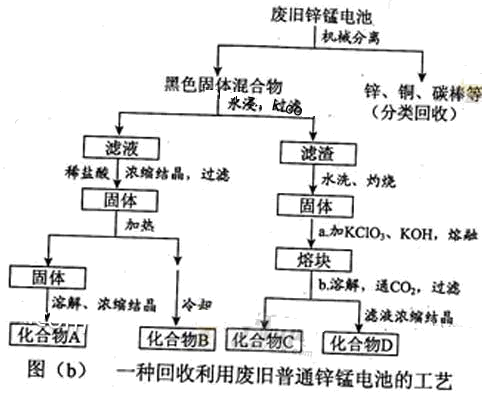 废旧锌锰电池
机械分离
黑色固体混合物
锌、铜、碳棒等
（分类回收）
水浸，过滤
滤液
滤渣
稀盐酸 浓缩结晶，过滤
水洗、灼烧
固体
固体
加热
a.加KClO₃、KOH，熔融
熔块
固体
b.溶解，通CO₂，过滤
溶解、浓缩结晶
冷却
滤液浓缩结晶
化合物A
化合物B
化合物C
化合物D
图（b） 一种回收利用废旧普通锌锰电池的工艺